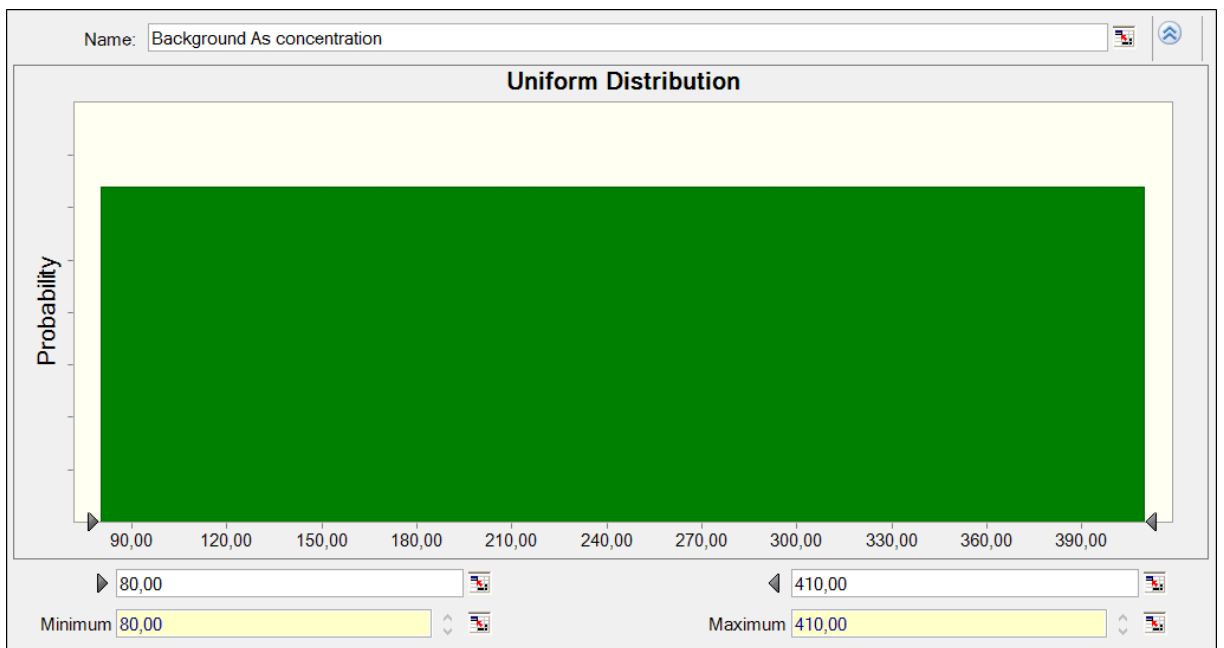 Name: Background As concentration
Uniform Distribution
Probability
90,00 120,00 150,00 180,00 210,00 240,00 270,00 300,00 330,00 360,00 390,00
80,00 410,00
Minimum 80,00 Maximum 410,00